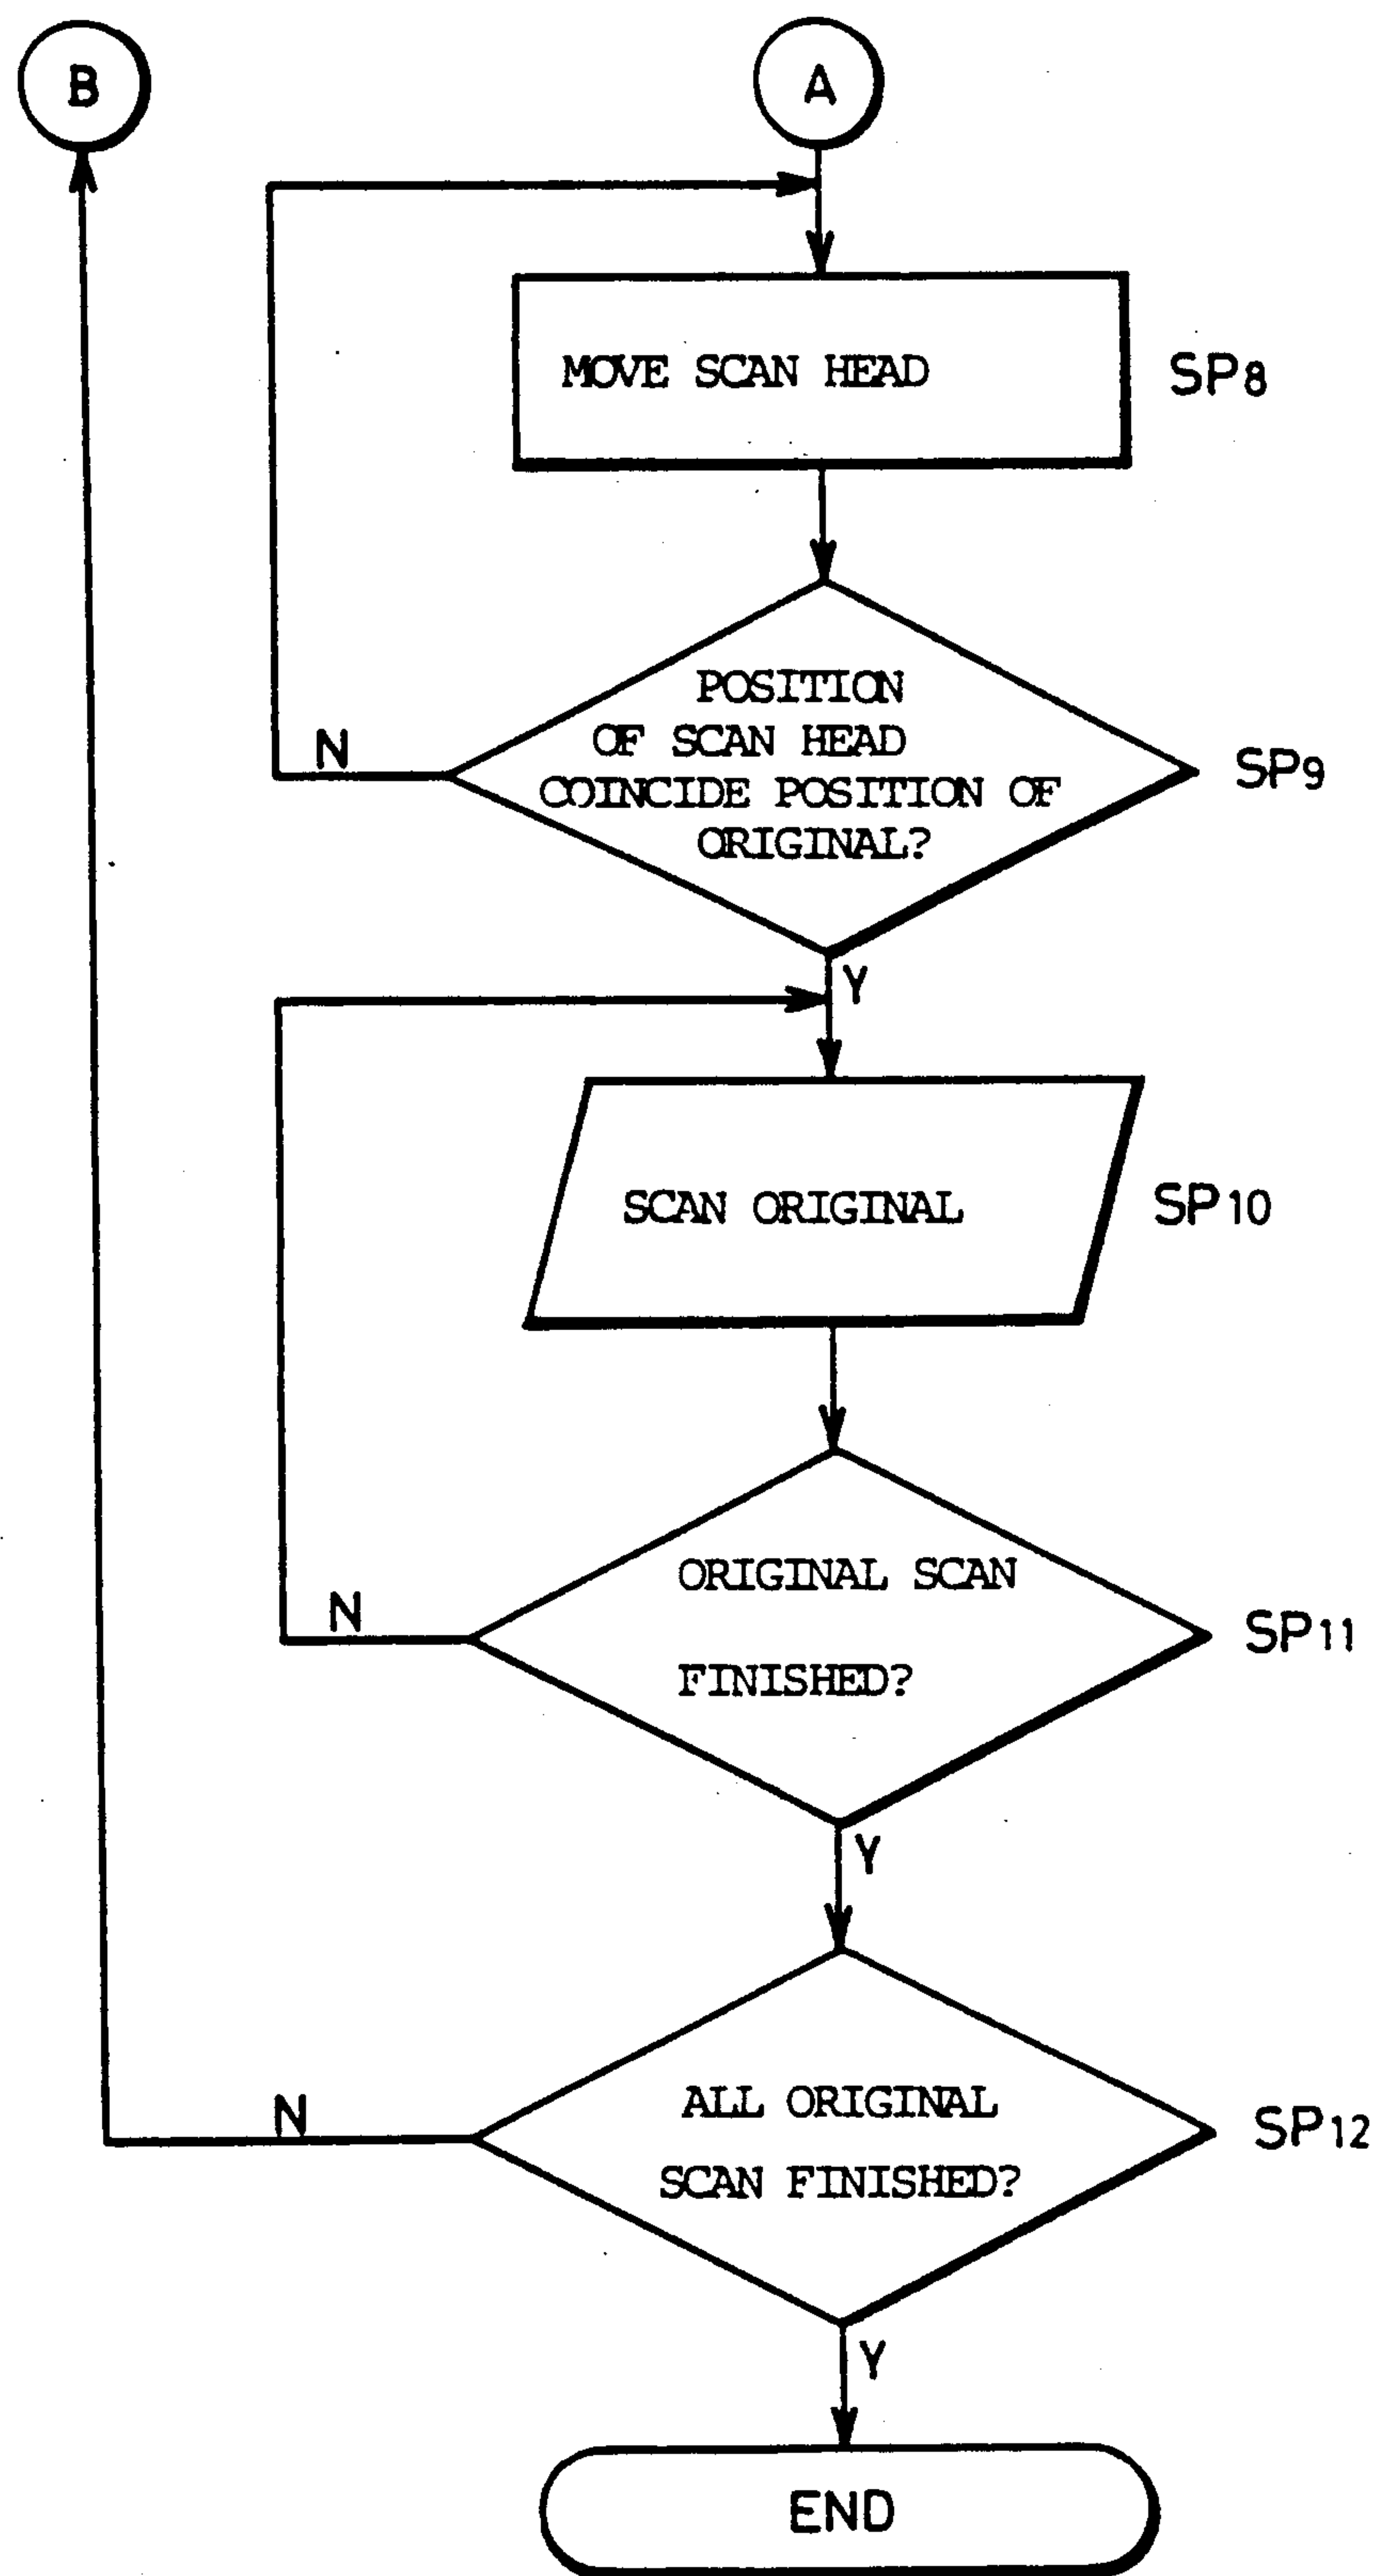 B
A
MOVE SCAN HEAD
SP8
POSITION
OF SCAN HEAD
COINCIDE POSITION OF
ORIGINAL?
SP9
N
Y
SCAN ORIGINAL
SP10
ORIGINAL SCAN
FINISHED?
SP11
N
Y
ALL ORIGINAL
SCAN FINISHED?
SP12
N
Y
END